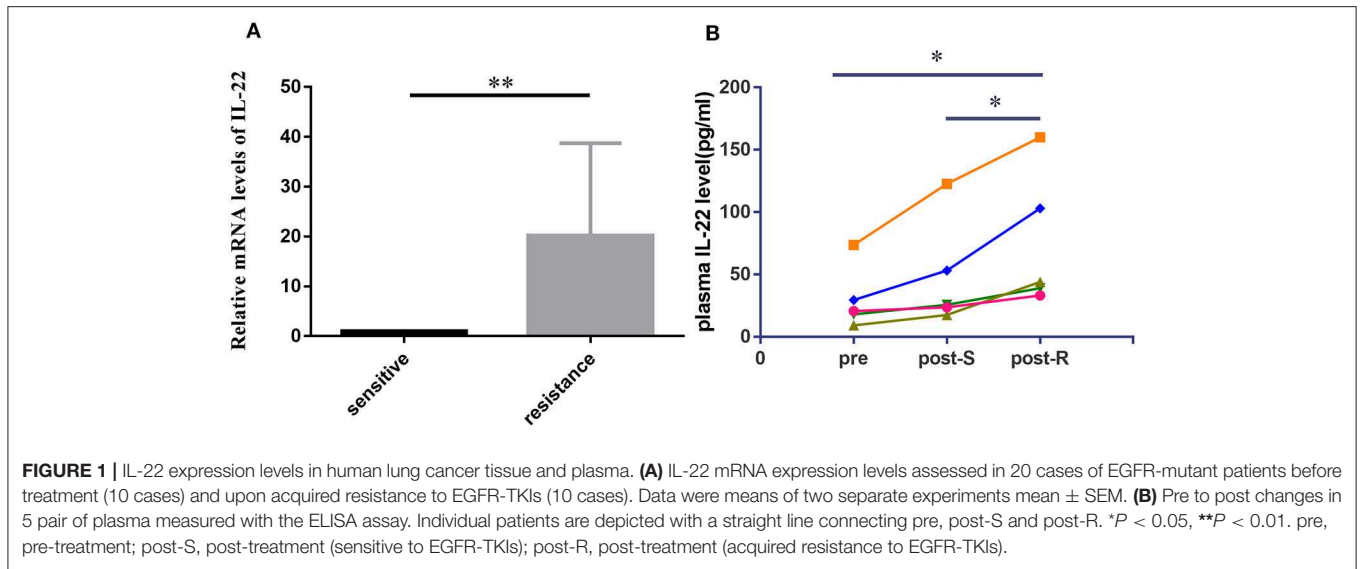 A
B
**
Relative mRNA levels of IL-22
50
40
30
20
10
0
sensitive
resistance
*
*
plasma IL-22 level(pg/ml)
200
150
100
50
0
0
pre
post-S
post-R
FIGURE 1 | IL-22 expression levels in human lung cancer tissue and plasma. (A) IL-22 mRNA expression levels assessed in 20 cases of EGFR-mutant patients before
treatment (10 cases) and upon acquired resistance to EGFR-TKIs (10 cases). Data were means of two separate experiments mean ± SEM. (B) Pre to post changes in
5 pair of plasma measured with the ELISA assay. Individual patients are depicted with a straight line connecting pre, post-S and post-R. *P < 0.05, **P < 0.01. pre,
pre-treatment; post-S, post-treatment (sensitive to EGFR-TKIs); post-R, post-treatment (acquired resistance to EGFR-TKIs).